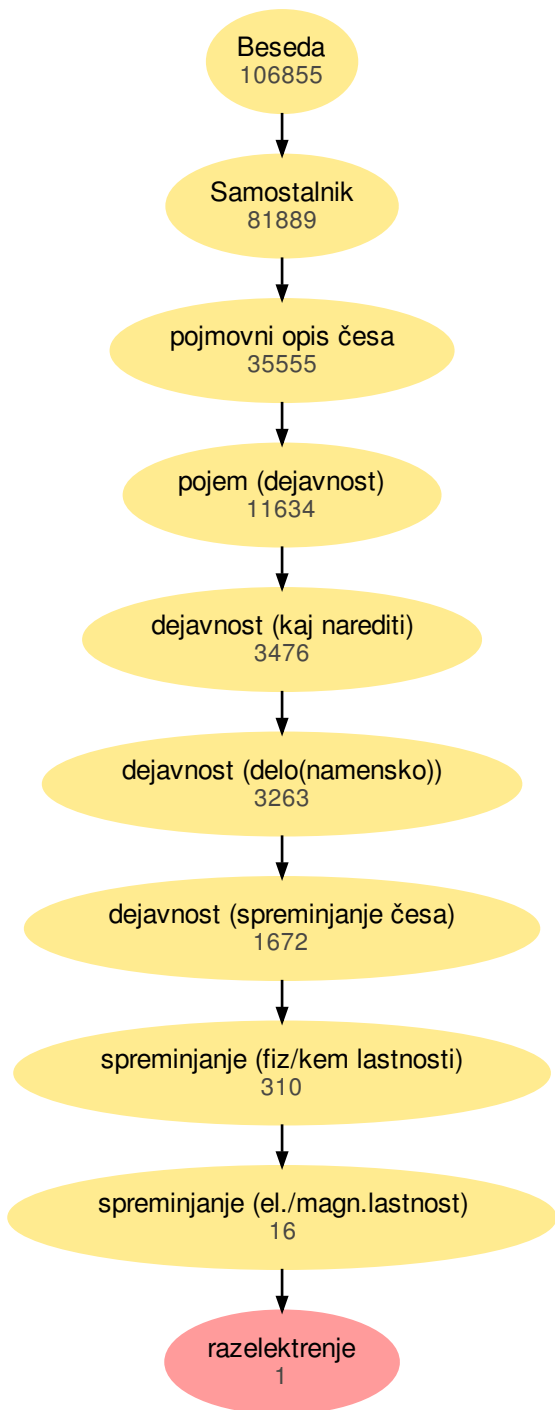 Beseda
106855
Samostalnik
81889
pojmovni opis česa
35555
pojem (dejavnost)
11634
dejavnost (kaj narediti)
3476
dejavnost (delo(namensko))
3263
dejavnost (spreminjanje česa)
1672
spreminjanje (fiz/kem lastnosti)
310
spreminjanje (el./magn.lastnost)
16
razelektrenje
1